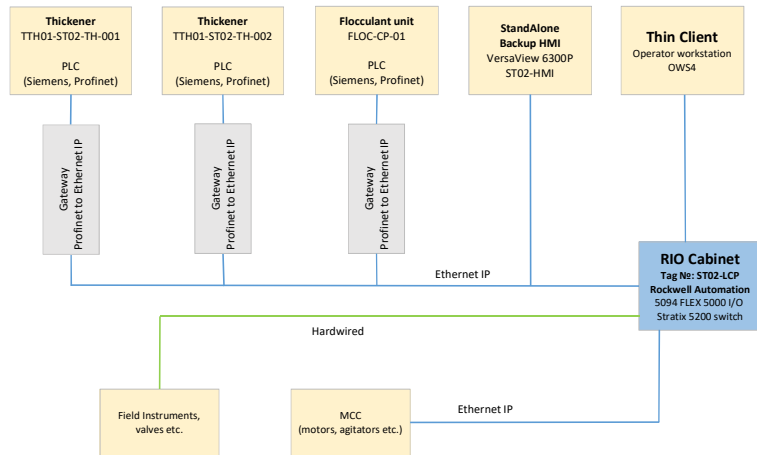 Thickener
TTH01-ST02-TH-001
PLC
(Siemens, Profinet)
Thickener
TTH01-ST02-TH-002
PLC
(Siemens, Profinet)
Flocculant unit
FLOC-CP-01
PLC
(Siemens, Profinet)
StandAlone
Backup HMI
VersaView 6300P
ST02-HMI
Thin Client
Operator workstation
OWS4
Gateway
Profinet to Ethernet IP
Gateway
Profinet to Ethernet IP
Gateway
Profinet to Ethernet IP
Ethernet IP
RIO Cabinet
Tag №: ST02-LCP
Rockwell Automation
5094 FLEX 5000 I/O
Stratix 5200 switch
Hardwired
Field Instruments,
valves etc.
MCC
(motors, agitators etc.)
Ethernet IP